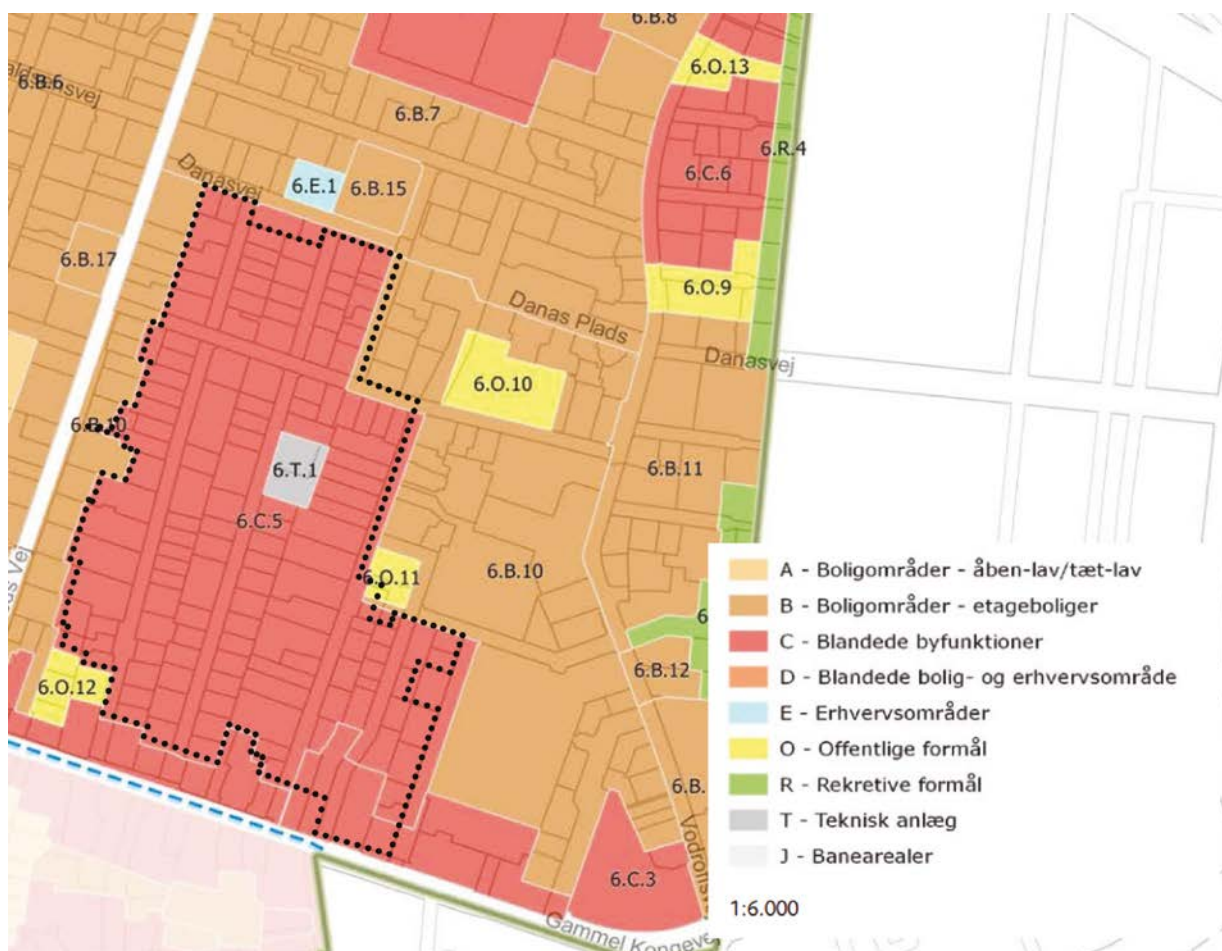 6.B.8
6.O.13
6.B.6
6.B.7
6.R.4
6.C.6
Danasvej
6.E.1
6.B.15
6.B.17
6.O.9
Danas Plads
Danasvej
6.O.10
6.B.10
6.B.11
6.T.1
6.C.5
6.O.11
6.B.10
Vej
6.B.12
6.O.12
6.B.
6.C.3
Gammel Kongeve
A - Boligområder - åben-lav/tæt-lav
B - Boligområder - etageboliger
C - Blandede byfunktioner
D - Blandede bolig- og erhvervsområde
E - Erhvervsområder
O - Offentlige formål
R - Rekretive formål
T - Teknisk anlæg
J - Banearealer
1:6.000